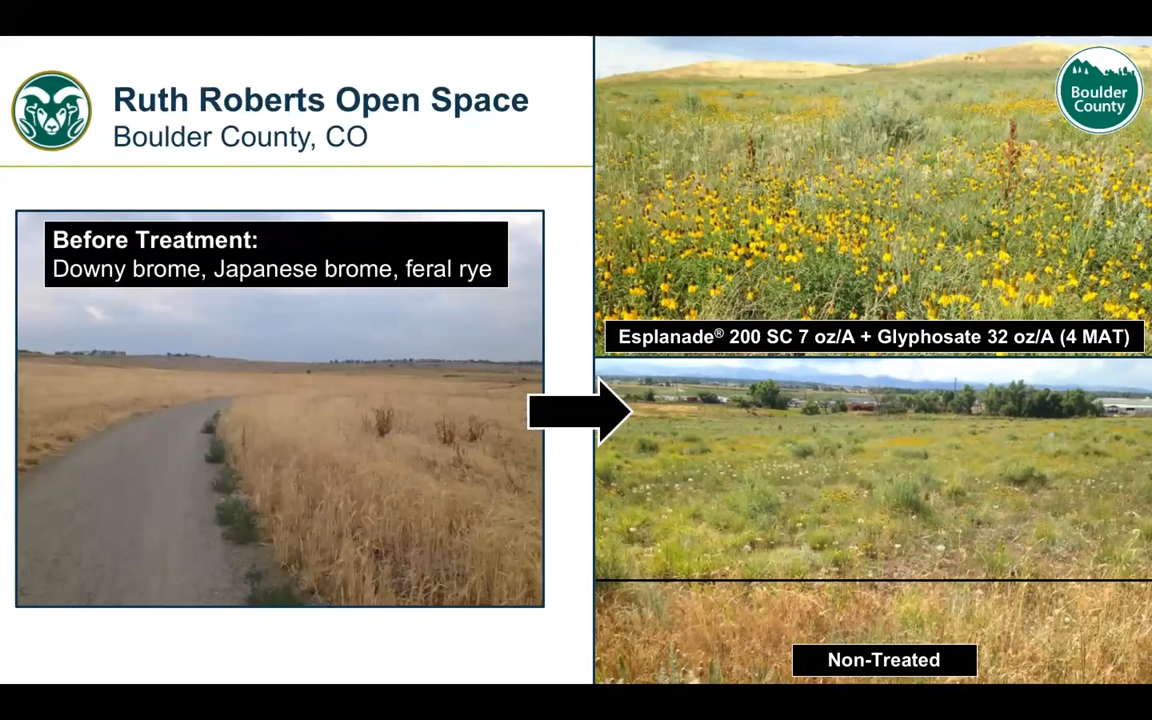 Ruth Roberts Open Space
Boulder County, CO
Before Treatment:
Downy brome, Japanese brome, feral rye
Boulder
County
Esplanade® 200 SC 7 oz/A + Glyphosate 32 oz/A (4 MAT)
Non-Treated